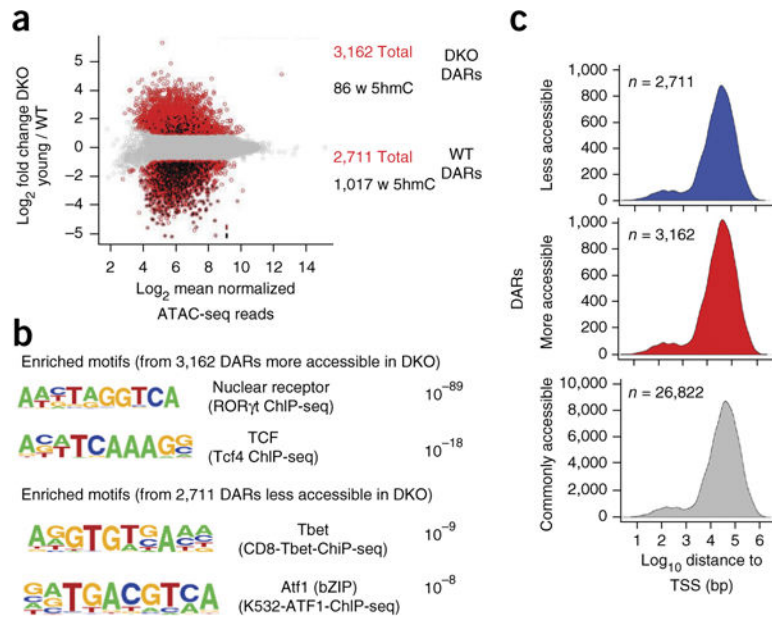 a
Log2 fold change DKO
young / WT
5
4
2
0
−2
−4
−5
2 4 6 8 10 12 14
Log2 mean normalized
ATAC-seq reads
3,162 Total
86 w 5hmC
DKO
DARs
2,711 Total
1,017 w 5hmC
WT
DARs
b
Enriched motifs (from 3,162 DARs more accessible in DKO)
Nuclear receptor
(RORγt ChIP-seq)
10−89
TCF
(Tcf4 ChIP-seq)
10−18
Enriched motifs (from 2,711 DARs less accessible in DKO)
Tbet
(CD8-Tbet-ChiP-seq)
10−9
Atf1 (bZIP)
(K532-ATF1-ChIP-seq)
10−8
c
DARs
Less accessible
1,000
800
600
400
200
0
n = 2,711
More accessible
1,000
800
600
400
200
0
n = 3,162
Commonly accessible
10,000
8,000
6,000
4,000
2,000
0
n = 26,822
1 2 3 4 5 6
Log10 distance to
TSS (bp)